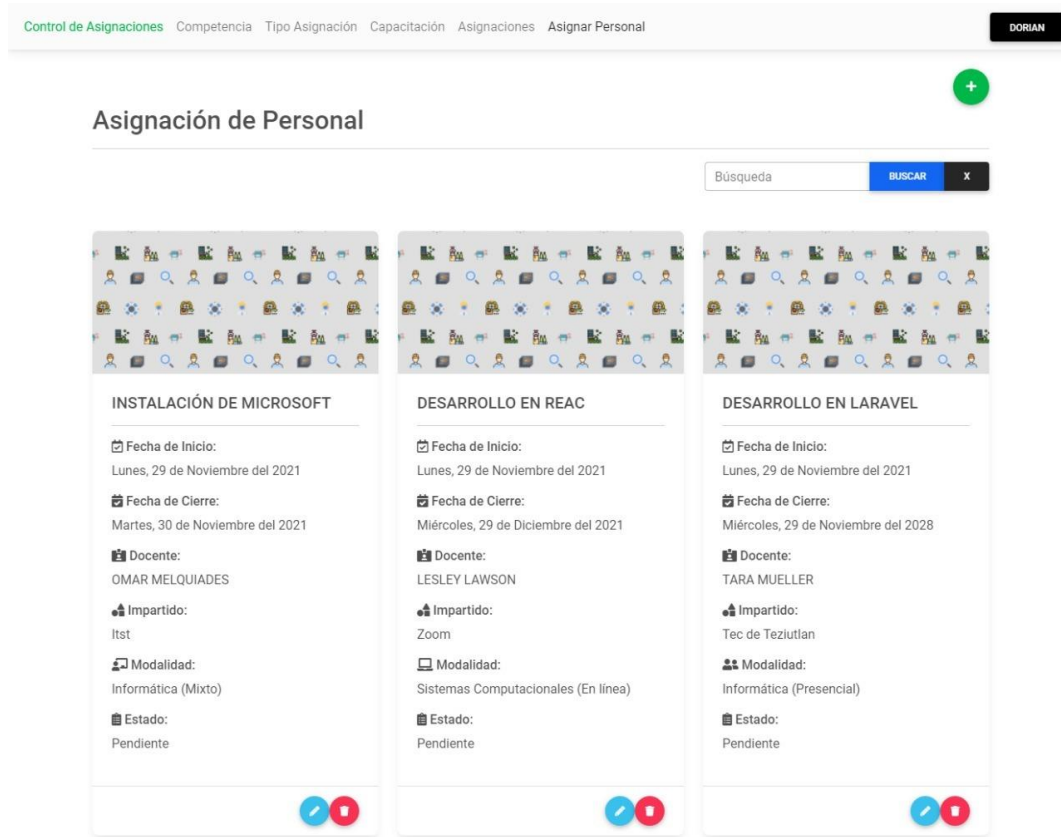 Control de Asignaciones Competencia Tipo Asignación Capacitación Asignaciones Asignar Personal DORIAN
+
Asignación de Personal
Búsqueda BUSCAR X
INSTALACIÓN DE MICROSOFT
Fecha de Inicio:
Lunes, 29 de Noviembre del 2021
Fecha de Cierre:
Martes, 30 de Noviembre del 2021
Docente:
OMAR MELQUIADES
Impartido:
Itst
Modalidad:
Informática (Mixto)
Estado:
Pendiente
DESARROLLO EN REAC
Fecha de Inicio:
Lunes, 29 de Noviembre del 2021
Fecha de Cierre:
Miércoles, 29 de Diciembre del 2021
Docente:
LESLEY LAWSON
Impartido:
Zoom
Modalidad:
Sistemas Computacionales (En línea)
Estado:
Pendiente
DESARROLLO EN LARAVEL
Fecha de Inicio:
Lunes, 29 de Noviembre del 2021
Fecha de Cierre:
Miércoles, 29 de Noviembre del 2028
Docente:
TARA MUELLER
Impartido:
Tec de Teziutlan
Modalidad:
Informática (Presencial)
Estado:
Pendiente